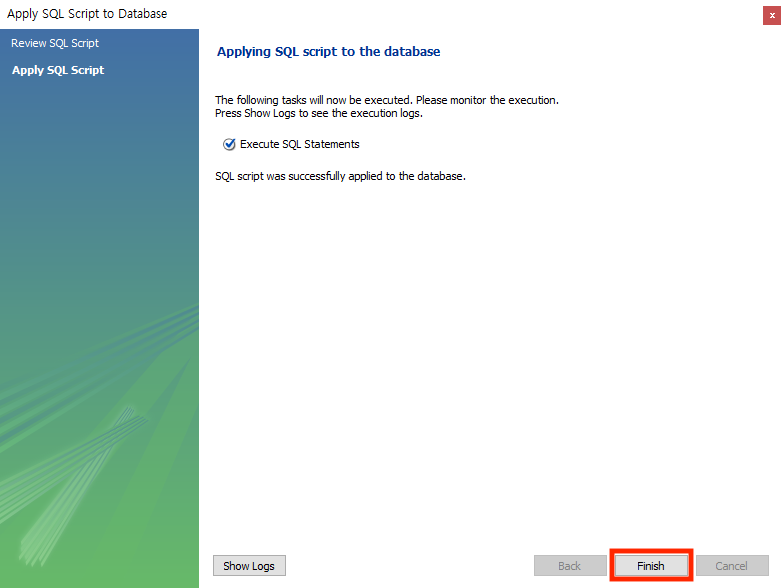 Apply SQL Script to Database
x
Review SQL Script
Apply SQL Script
Applying SQL script to the database
The following tasks will now be executed. Please monitor the execution.
Press Show Logs to see the execution logs.
Execute SQL Statements
SQL script was successfully applied to the database.
Show Logs
Back
Finish
Cancel